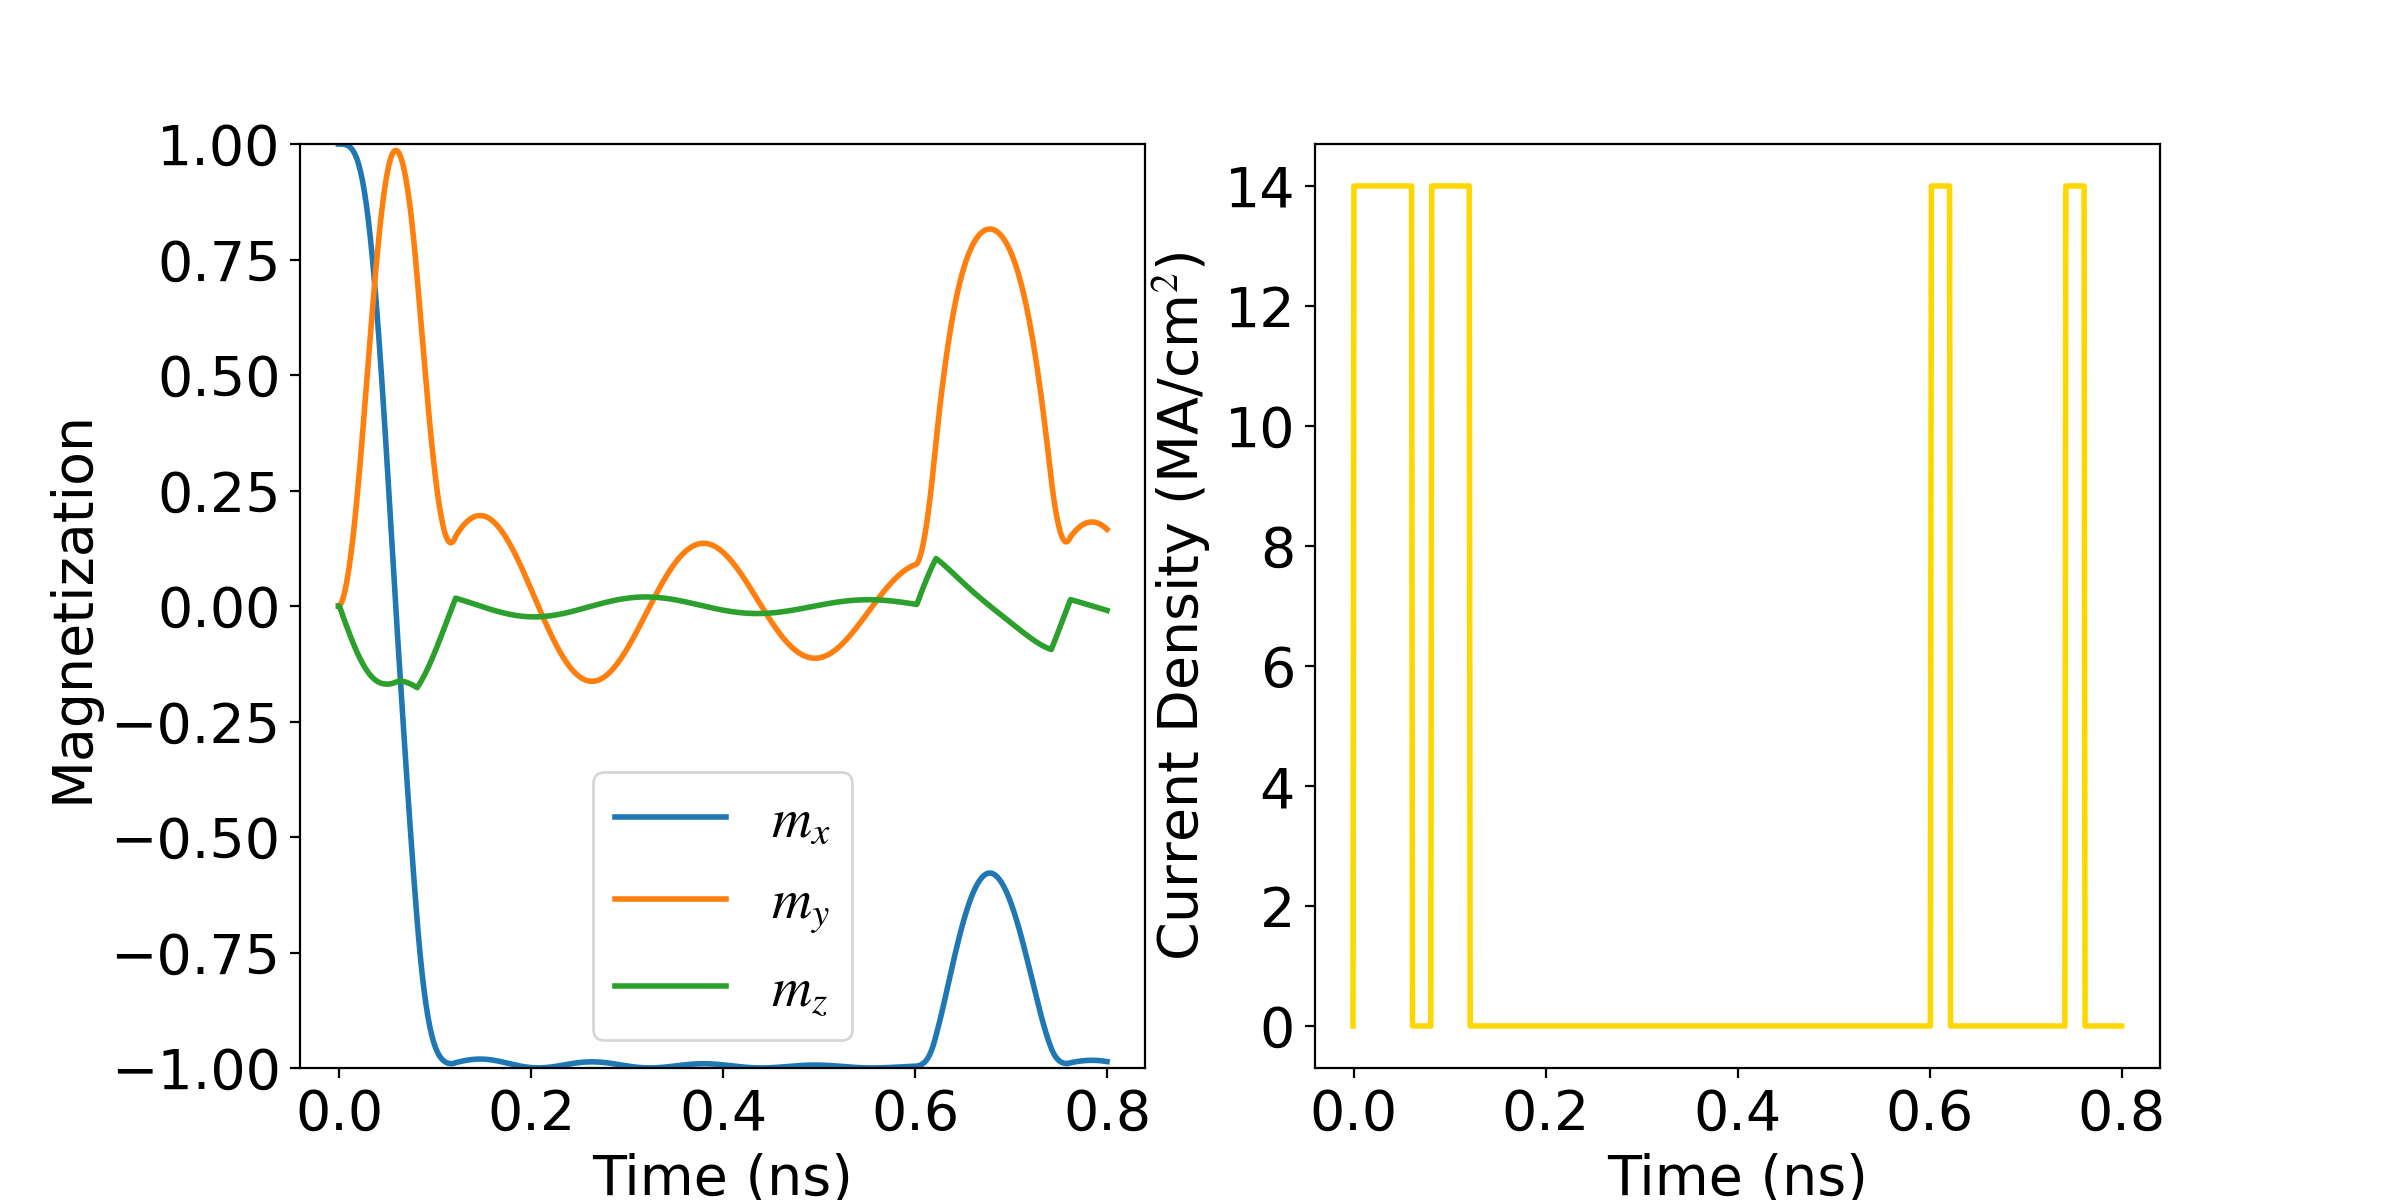 Magnetization
1.00
0.75
0.50
0.25
0.00
−0.25
−0.50
−0.75
−1.00
0.0 0.2 0.4 0.6 0.8
Time (ns)
m_x
m_y
m_z
Current Density (MA/cm²)
14
12
10
8
6
4
2
0
0.0 0.2 0.4 0.6 0.8
Time (ns)